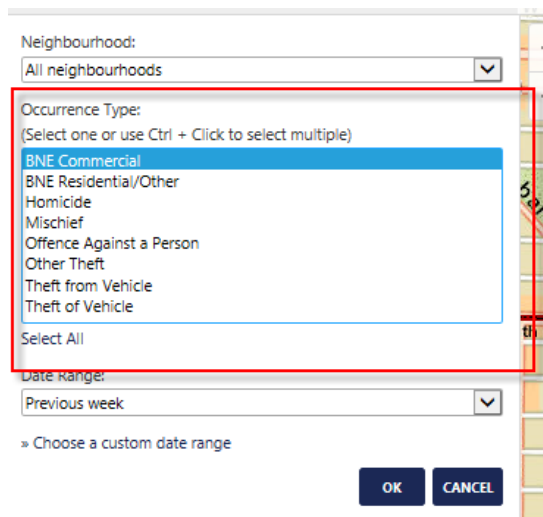 Neighbourhood:
All neighbourhoods
Occurrence Type:
(Select one or use Ctrl + Click to select multiple)
BNE Commercial
BNE Residential/Other
Homicide
Mischief
Offence Against a Person
Other Theft
Theft from Vehicle
Theft of Vehicle
Select All
th
Date Range:
Previous week
» Choose a custom date range
OK CANCEL